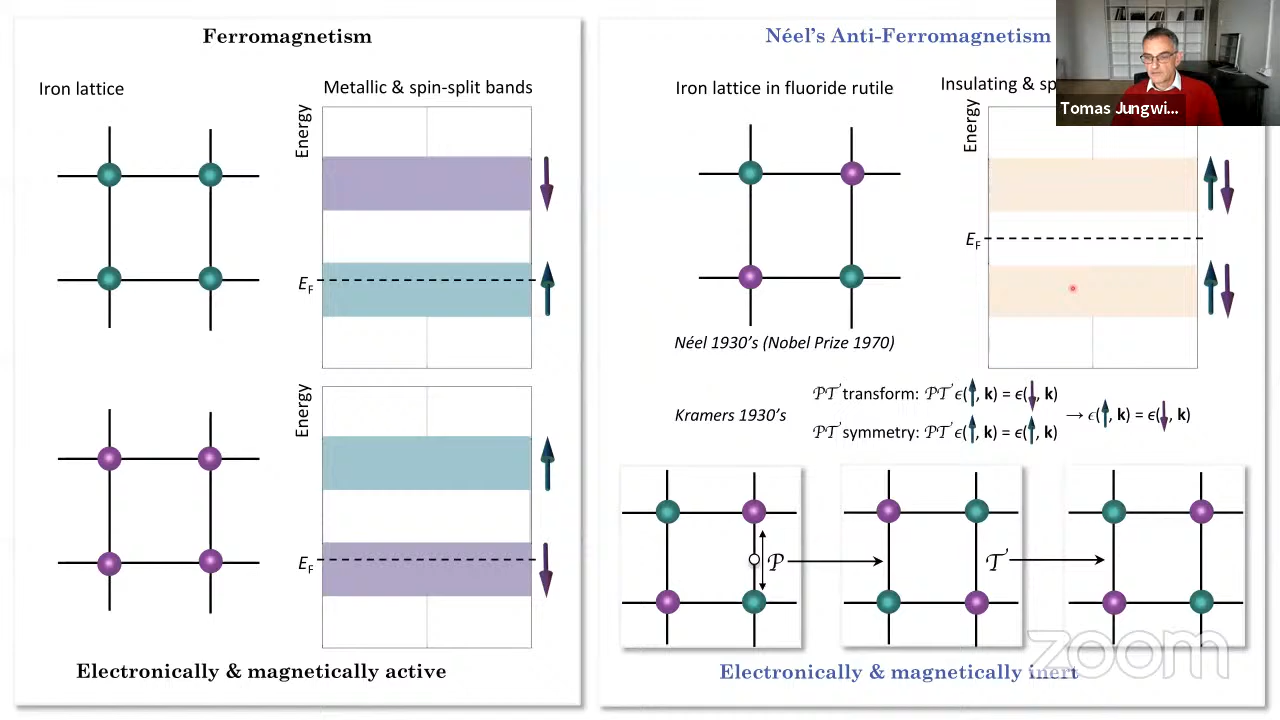 Ferromagnetism
Iron lattice
Metallic & spin-split bands
Energy
E_F
Energy
E_F
Electronically & magnetically active
Néel's Anti-Ferromagnetism
Iron lattice in fluoride rutile
Insulating &
Energy
E_F
Néel 1930's (Nobel Prize 1970)
Kramers 1930's
𝒫𝒯 transform: 𝒫𝒯 ϵ(↑, k) = ϵ(↓, k)
𝒫𝒯 symmetry: 𝒫𝒯 ϵ(↑, k) = ϵ(↑, k)
→ ϵ(↑, k) = ϵ(↓, k)
𝒫
𝒯
Electronically & magnetically inert
Tomas Jungwi...
zoom